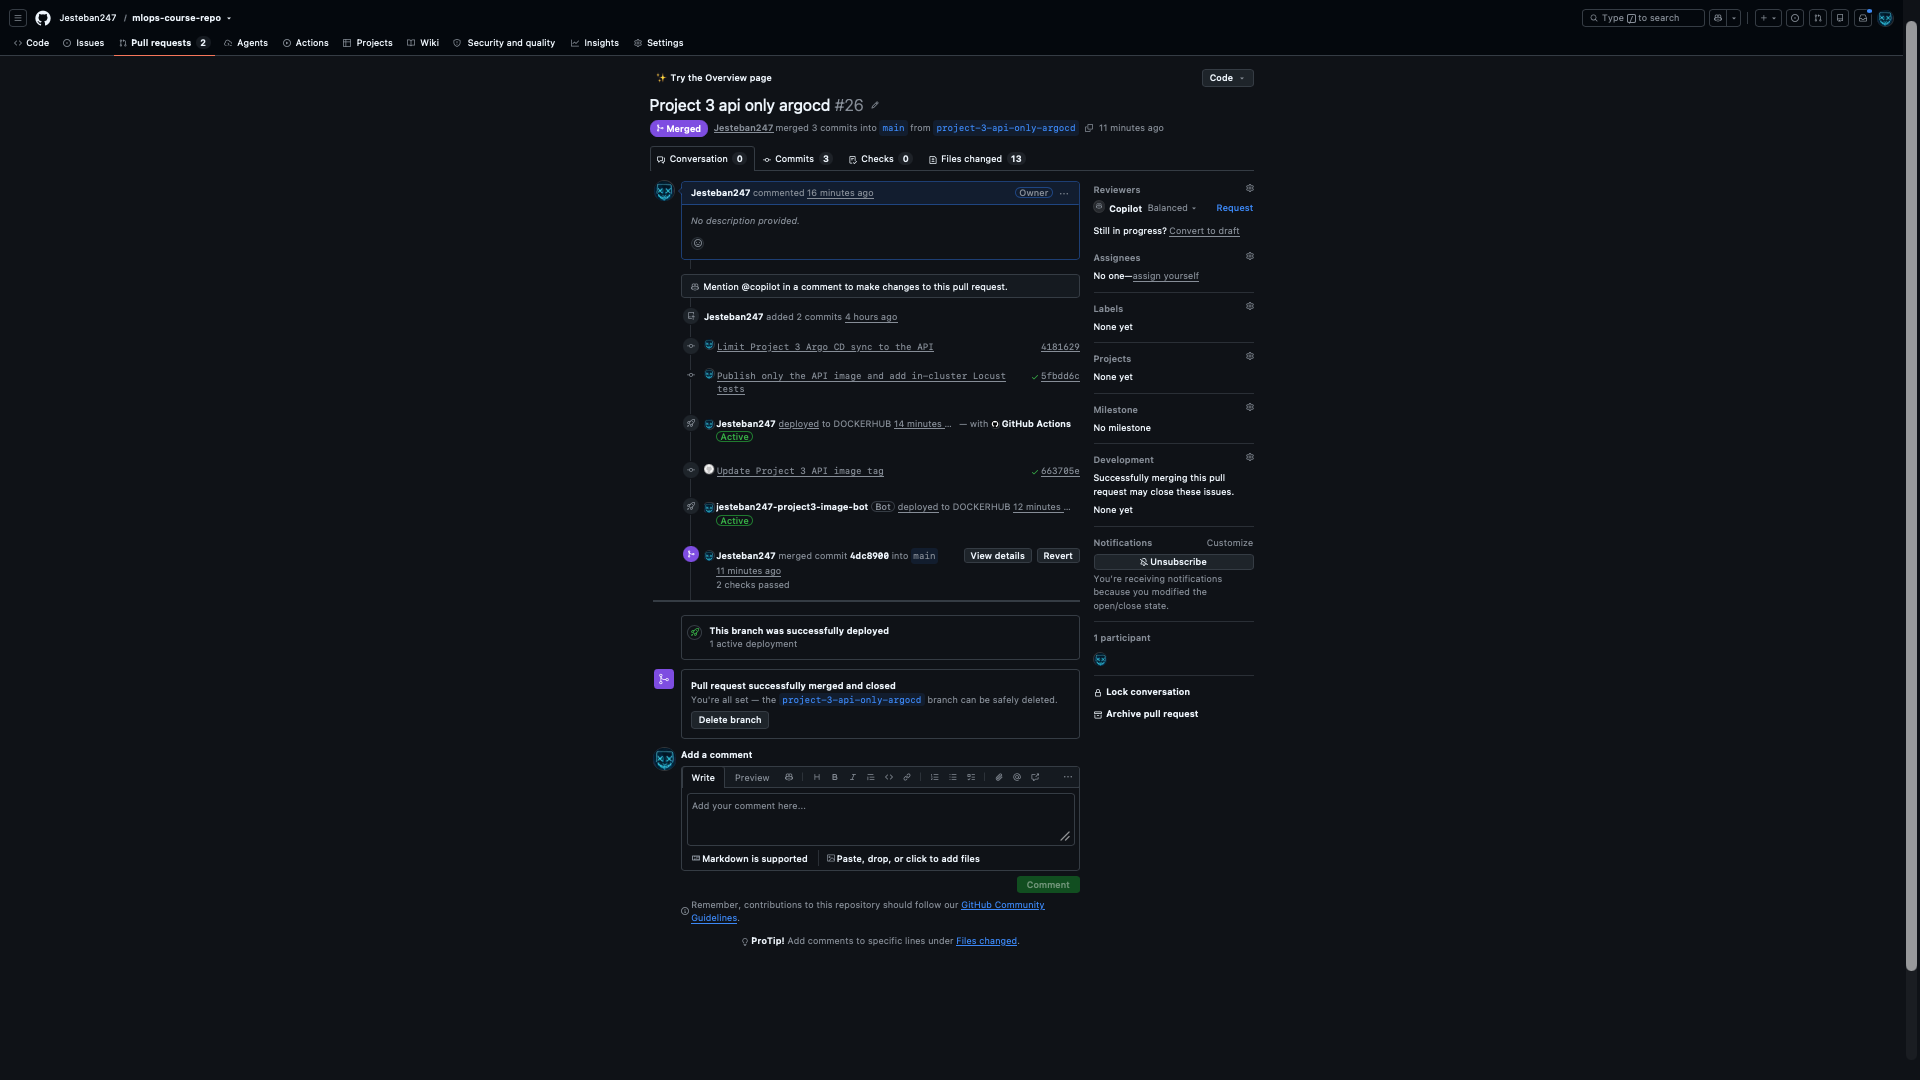 Jesteban247 / mlops-course-repo
Type / to search
Code
Issues
Pull requests 2
Agents
Actions
Projects
Wiki
Security and quality
Insights
Settings
Try the Overview page
Code
Project 3 api only argocd #26
Merged Jesteban247 merged 3 commits into main from project-3-api-only-argocd 11 minutes ago
Conversation 0
Commits 3
Checks 0
Files changed 13
Jesteban247 commented 16 minutes ago
Owner
No description provided.
Mention @copilot in a comment to make changes to this pull request.
Jesteban247 added 2 commits 4 hours ago
Limit Project 3 Argo CD sync to the API
4181629
Publish only the API image and add in-cluster Locust
tests
5fbdd6c
Jesteban247 deployed to DOCKERHUB 14 minutes … — with GitHub Actions
Active
Update Project 3 API image tag
663705e
jesteban247-project3-image-bot Bot deployed to DOCKERHUB 12 minutes …
Active
Jesteban247 merged commit 4dc8900 into main
View details
Revert
11 minutes ago
2 checks passed
This branch was successfully deployed
1 active deployment
Pull request successfully merged and closed
You're all set — the project-3-api-only-argocd branch can be safely deleted.
Delete branch
Add a comment
Write
Preview
Add your comment here...
Markdown is supported
Paste, drop, or click to add files
Comment
Remember, contributions to this repository should follow our GitHub Community
Guidelines.
ProTip! Add comments to specific lines under Files changed.
Reviewers
Copilot Balanced
Request
Still in progress? Convert to draft
Assignees
No one—assign yourself
Labels
None yet
Projects
None yet
Milestone
No milestone
Development
Successfully merging this pull
request may close these issues.
None yet
Notifications
Customize
Unsubscribe
You're receiving notifications
because you modified the
open/close state.
1 participant
Lock conversation
Archive pull request